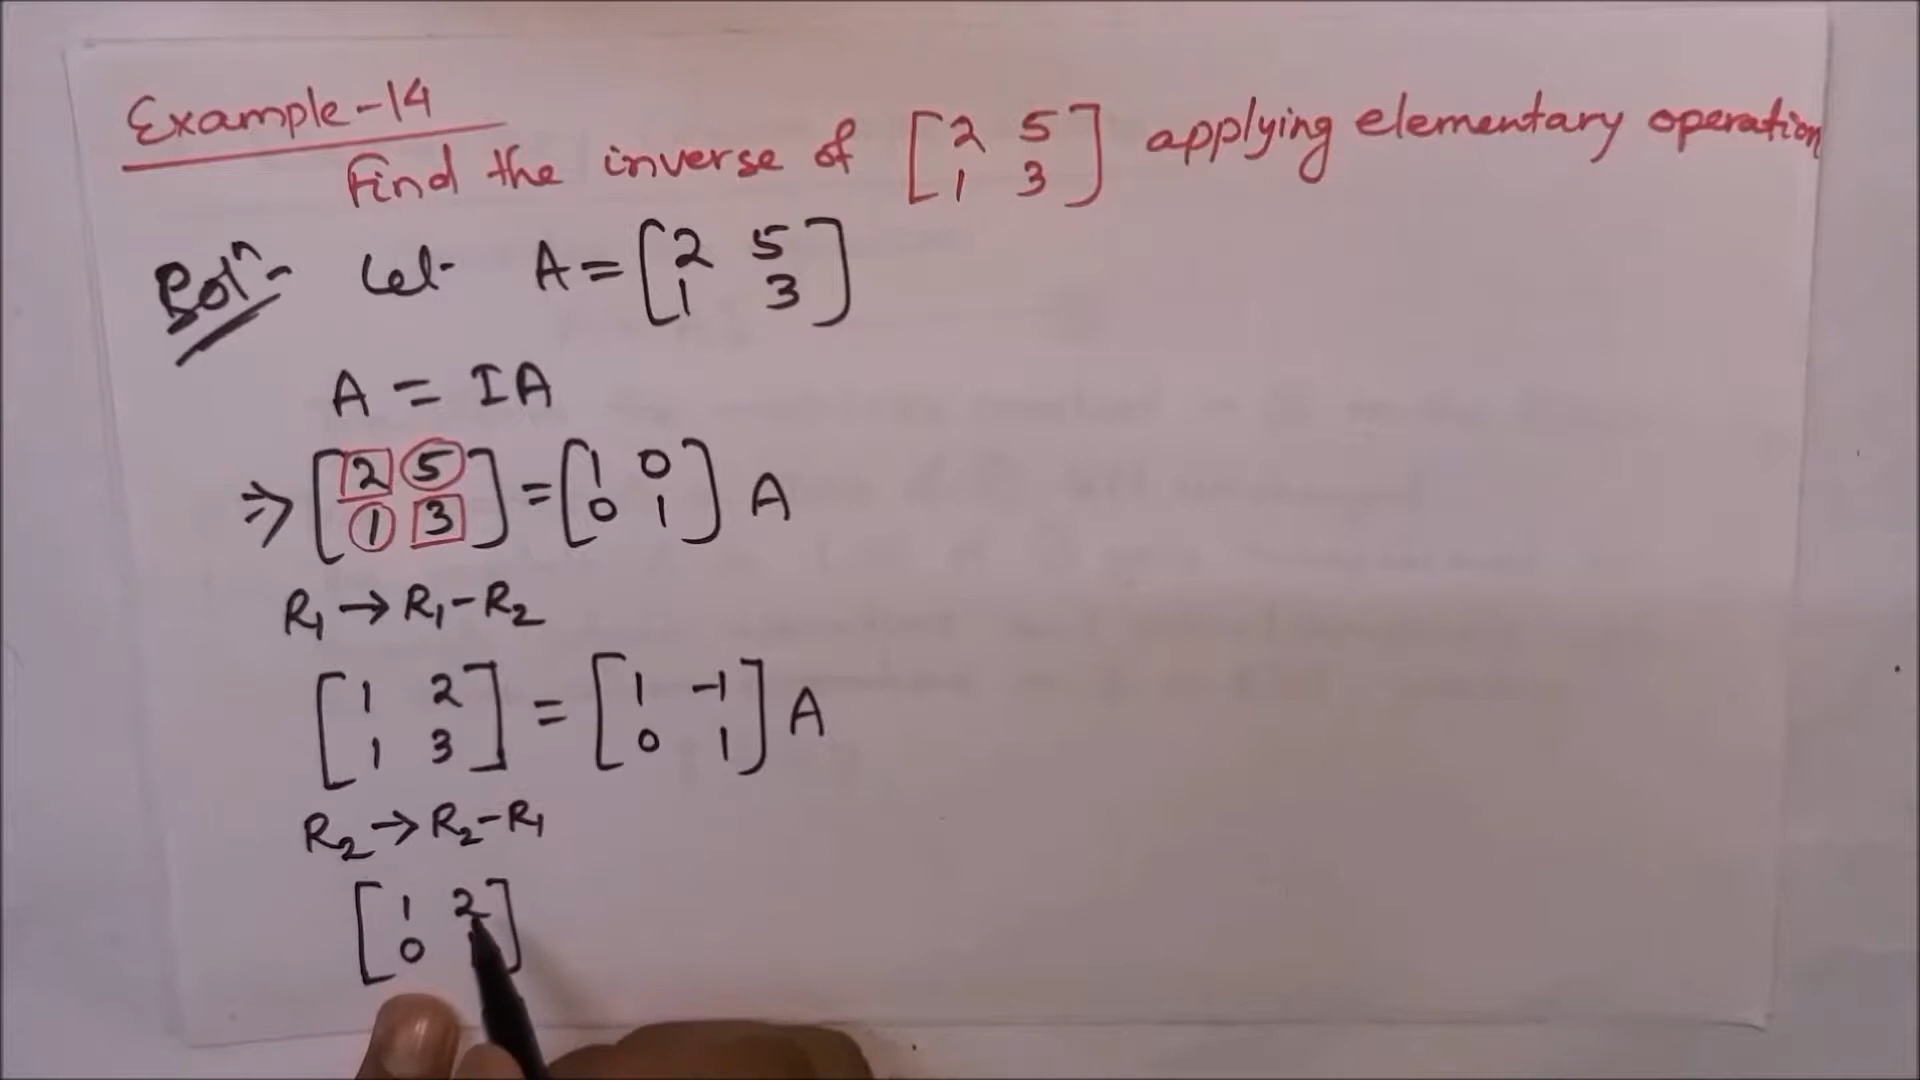 Example-14
Find the inverse of [2 5 applying elementary operation
1 3]
Solⁿ- Let A = [2 5
1 3]
A = IA
⇒ [2 5 = [1 0 A
1 3] 0 1]
R₁ → R₁-R₂
[1 2 = [1 -1 A
1 3] 0 1]
R₂ → R₂-R₁
[1 2
0 ]